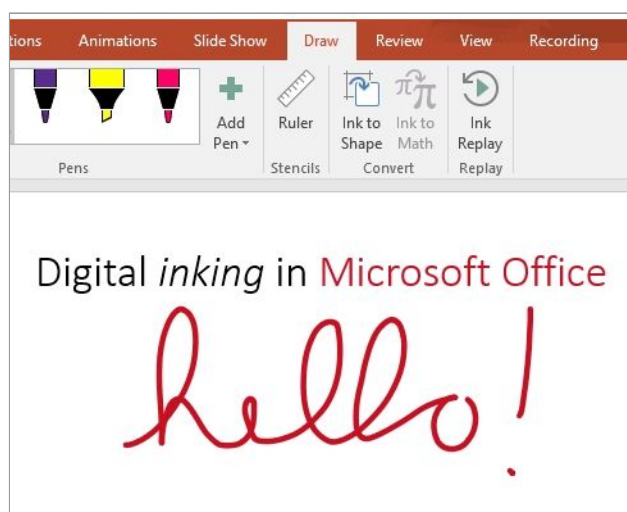 tions Animations Slide Show Draw Review View Recording
Add Pen Ruler Ink to Shape Ink to Math Ink Replay
Pens Stencils Convert Replay
Digital inking in Microsoft Office
hello!